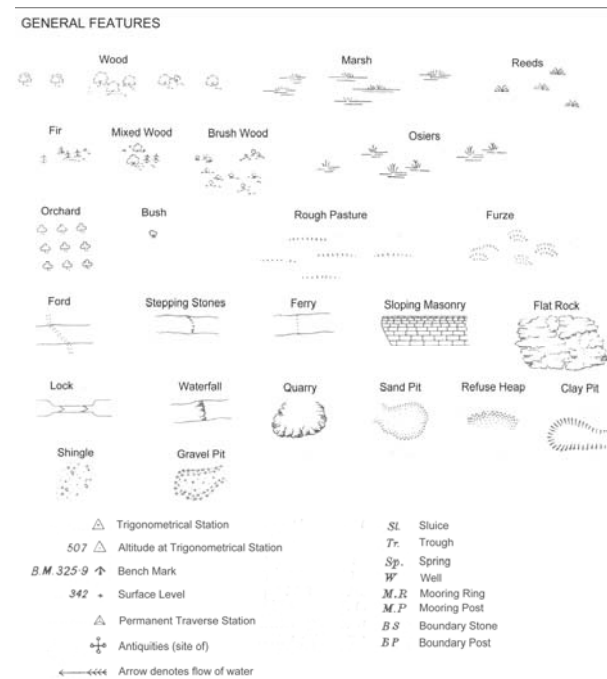 GENERAL FEATURES
Wood Marsh Reeds
Fir Mixed Wood Brush Wood Osiers
Orchard Bush Rough Pasture Furze
Ford Stepping Stones Ferry Sloping Masonry Flat Rock
Lock Waterfall Quarry Sand Pit Refuse Heap Clay Pit
Shingle Gravel Pit
Trigonometrical Station
507 Altitude at Trigonometrical Station
B.M. 325·9 Bench Mark
342 Surface Level
Permanent Traverse Station
Antiquities (site of)
Arrow denotes flow of water
Sl. Sluice
Tr. Trough
Sp. Spring
W Well
M.R Mooring Ring
M.P Mooring Post
B S Boundary Stone
B P Boundary Post